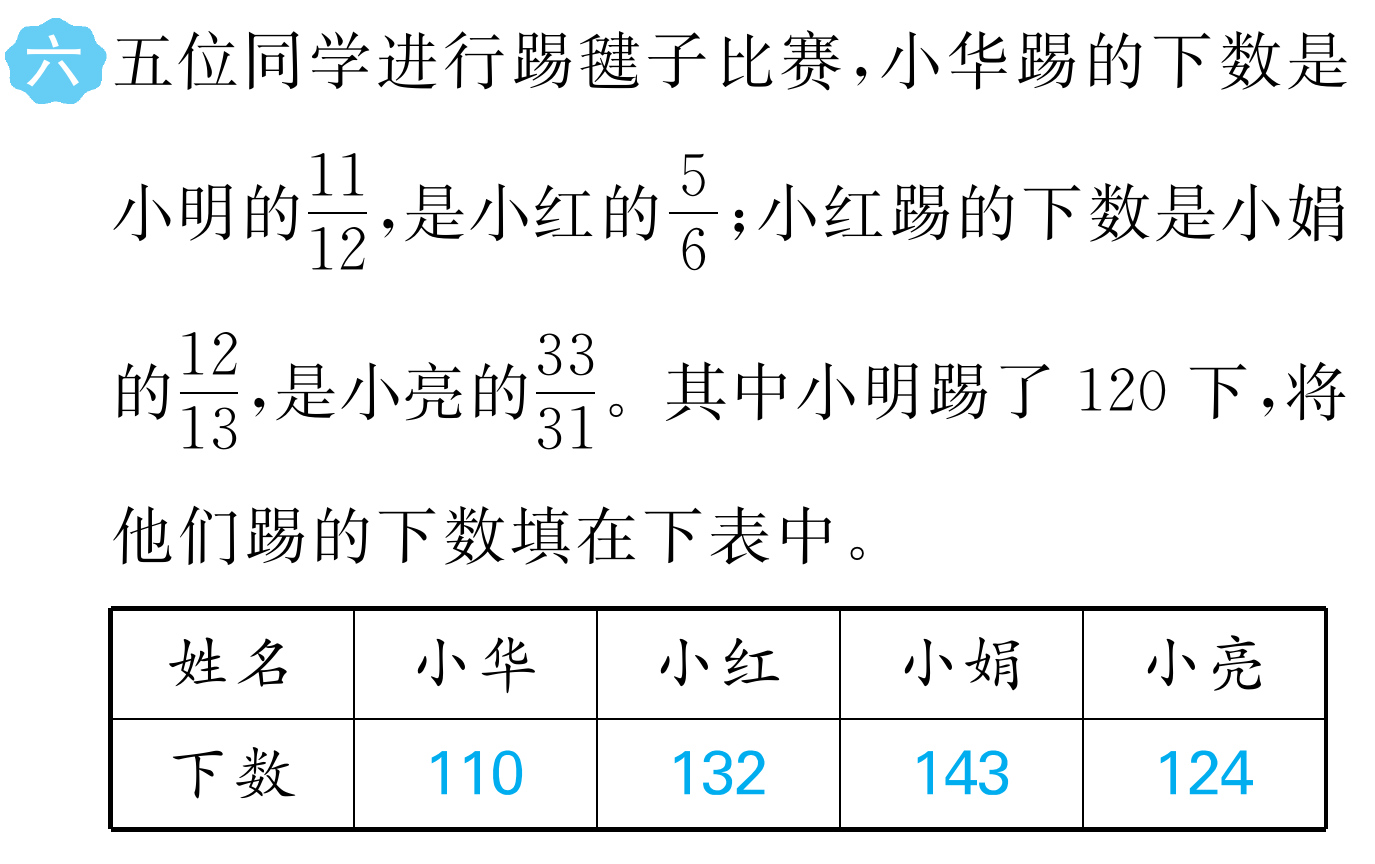 六 五位同学进行踢毽子比赛,小华踢的下数是
小明的11/12,是小红的5/6;小红踢的下数是小娟
的12/13,是小亮的33/31。其中小明踢了 120 下,将
他们踢的下数填在下表中。
姓名 小华 小红 小娟 小亮
下数 110 132 143 124